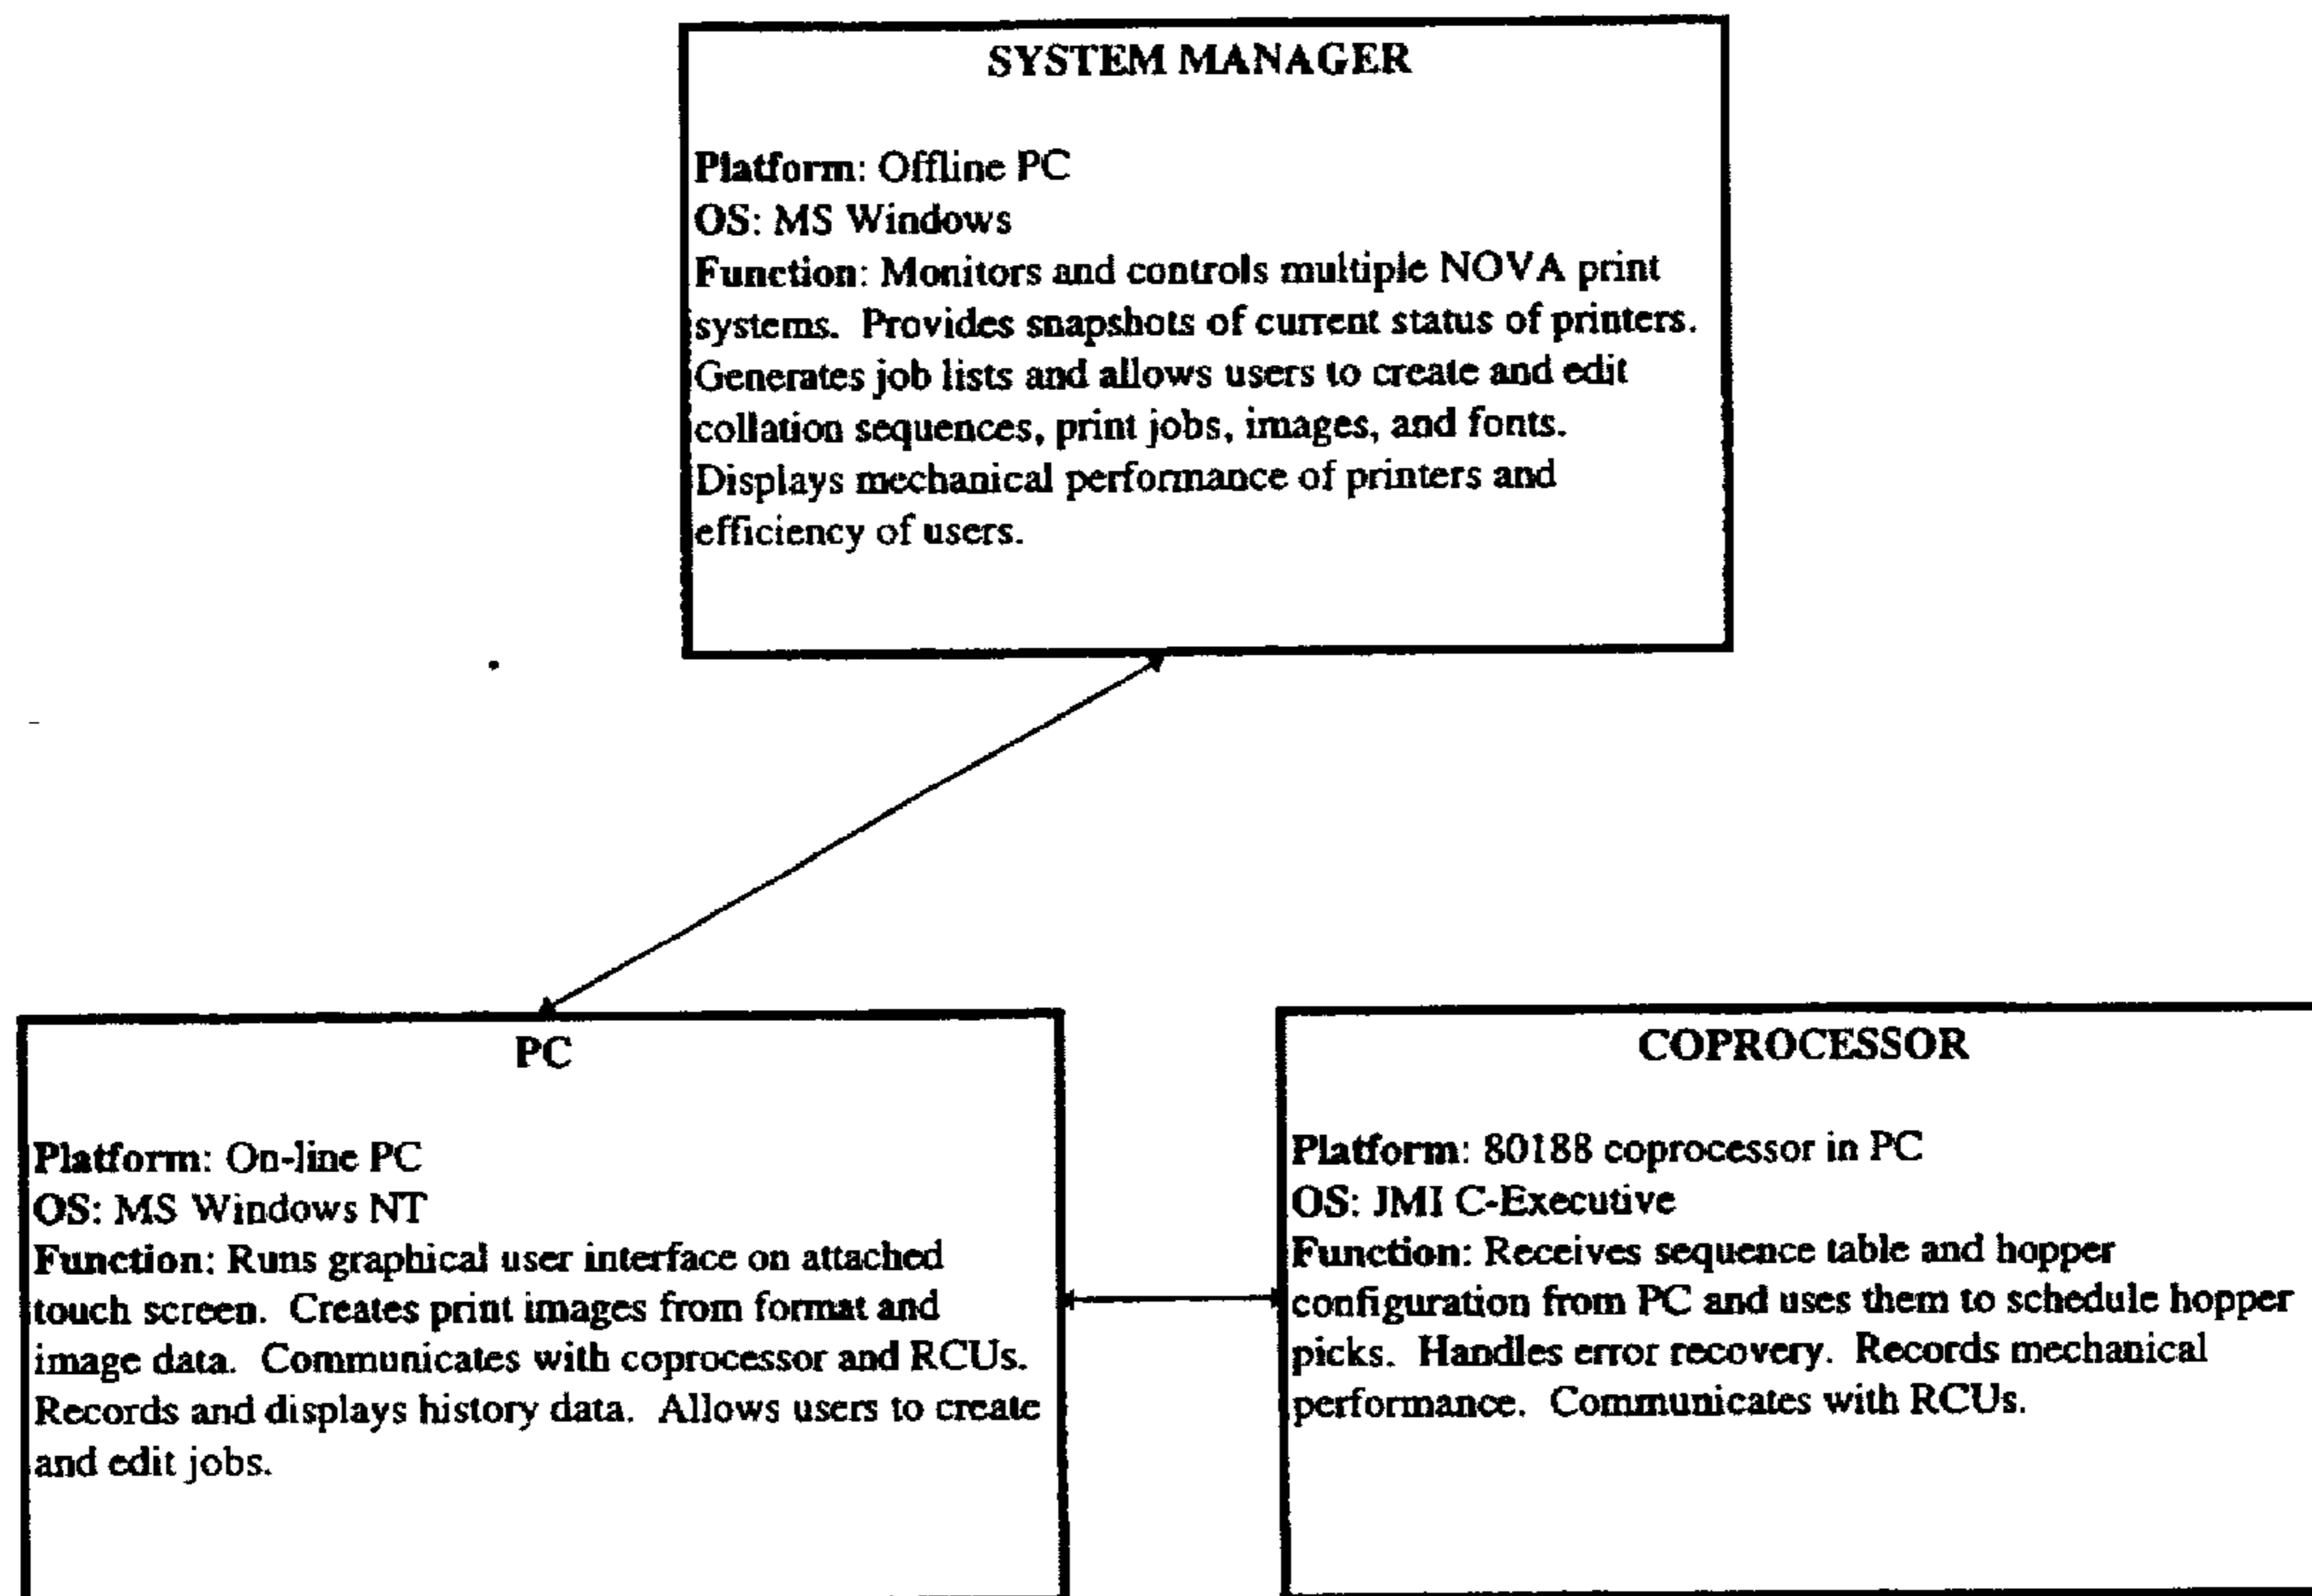 SYSTEM MANAGER
Platform: Offline PC
OS: MS Windows
Function: Monitors and controls multiple NOVA print
systems. Provides snapshots of current status of printers.
Generates job lists and allows users to create and edit
collation sequences, print jobs, images, and fonts.
Displays mechanical performance of printers and
efficiency of users.
PC
Platform: On-line PC
OS: MS Windows NT
Function: Runs graphical user interface on attached
touch screen. Creates print images from format and
image data. Communicates with coprocessor and RCUs.
Records and displays history data. Allows users to create
and edit jobs.
COPROCESSOR
Platform: 80188 coprocessor in PC
OS: JMI C-Executive
Function: Receives sequence table and hopper
configuration from PC and uses them to schedule hopper
picks. Handles error recovery. Records mechanical
performance. Communicates with RCUs.